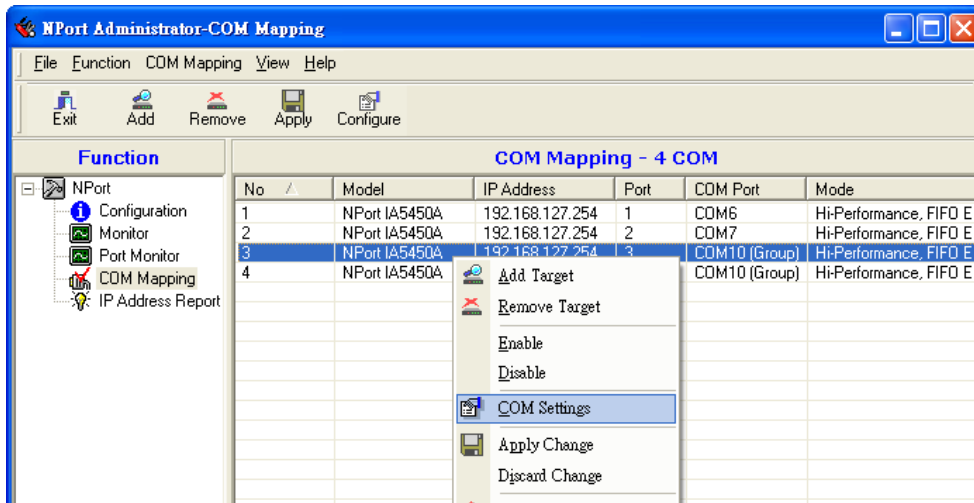 NPort Administrator-COM Mapping
File Function COM Mapping View Help
Exit Add Remove Apply Configure
Function
COM Mapping - 4 COM
NPort
Configuration
Monitor
Port Monitor
COM Mapping
IP Address Report
No Model IP Address Port COM Port Mode
1 NPort IA5450A 192.168.127.254 1 COM6 Hi-Performance, FIFO E
2 NPort IA5450A 192.168.127.254 2 COM7 Hi-Performance, FIFO E
3 NPort IA5450A 192.168.127.254 3 COM10 (Group) Hi-Performance, FIFO E
4 NPort IA5450A COM10 (Group) Hi-Performance, FIFO E
Add Target
Remove Target
Enable
Disable
COM Settings
Apply Change
Discard Change